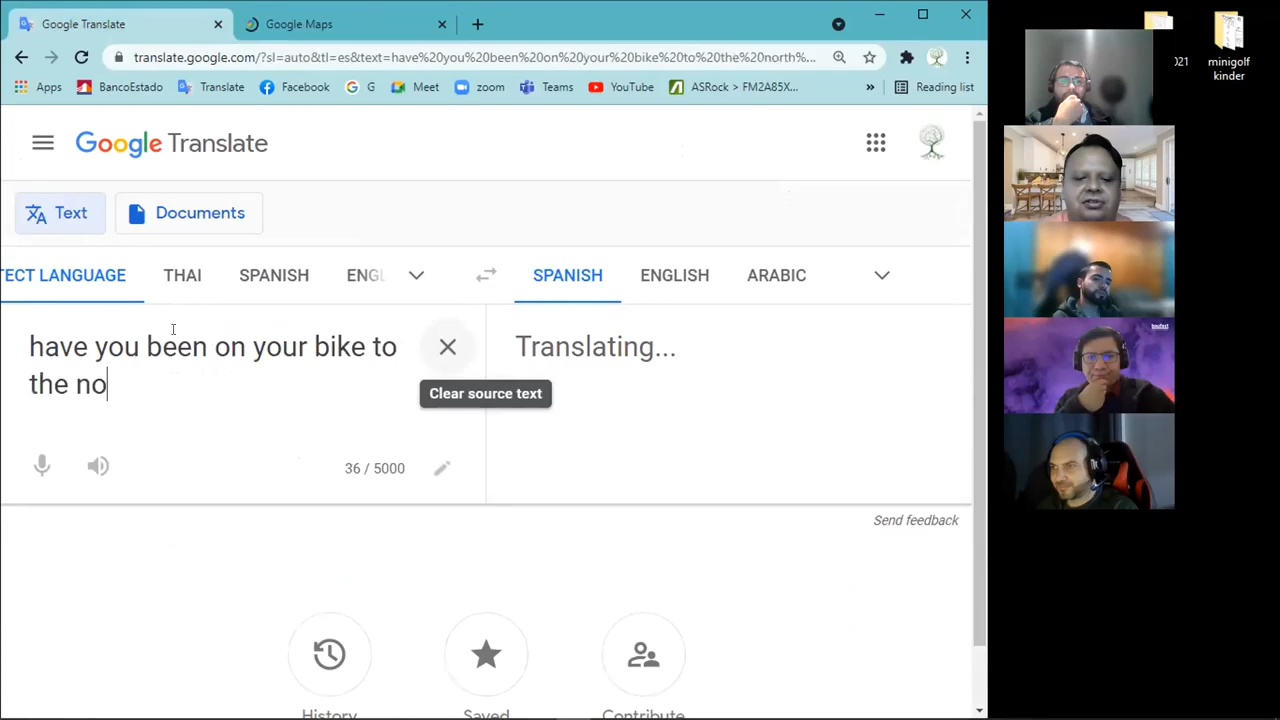 Google Translate
Google Maps
translate.google.com/?sl=auto&tl=es&text=have%20you%20been%20on%20your%20bike%20to%20the%20north%...
Apps
BancoEstado
Translate
Facebook
G
Meet
zoom
Teams
YouTube
ASRock > FM2A85X...
»
Reading list
Google Translate
Text
Documents
TECT LANGUAGE
THAI
SPANISH
ENGL
SPANISH
ENGLISH
ARABIC
have you been on your bike to
the no
Translating...
Clear source text
36 / 5000
Send feedback
History
Saved
Contribute
021
minigolf
kinder